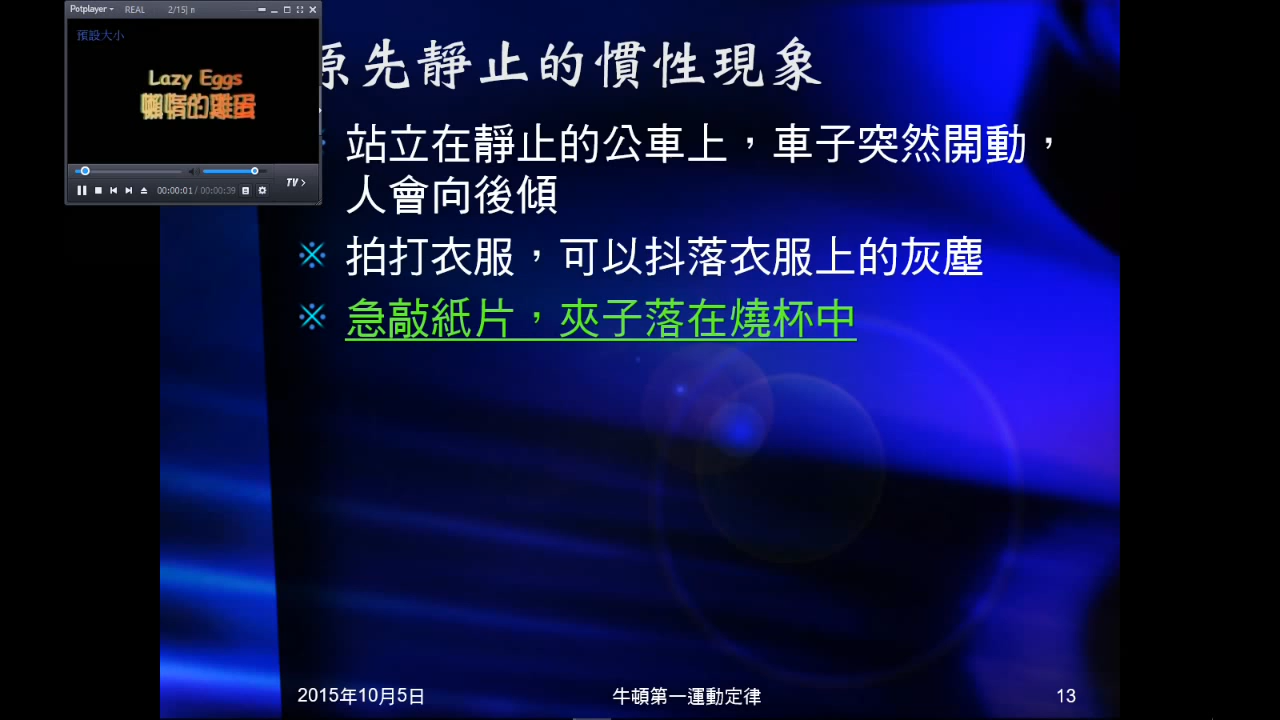 Potplayer REAL 2/15]
預設大小
Lazy Eggs
懶惰的雞蛋
00:00:01 / 00:00:39
TV
原先靜止的慣性現象
站立在靜止的公車上，車子突然開動，
人會向後傾
※ 拍打衣服，可以抖落衣服上的灰塵
※ 急敲紙片，夾子落在燒杯中
2015年10月5日
牛頓第一運動定律
13